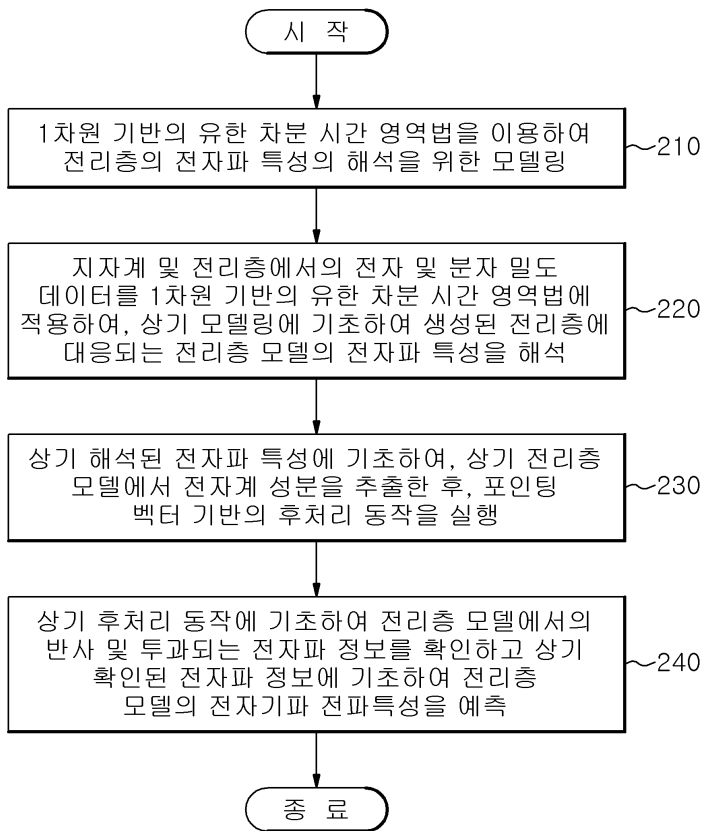 시 작
1차원 기반의 유한 차분 시간 영역법을 이용하여
전리층의 전자파 특성의 해석을 위한 모델링
210
지자계 및 전리층에서의 전자 및 분자 밀도
데이터를 1차원 기반의 유한 차분 시간 영역법에
적용하여, 상기 모델링에 기초하여 생성된 전리층에
대응되는 전리층 모델의 전자파 특성을 해석
220
상기 해석된 전자파 특성에 기초하여, 상기 전리층
모델에서 전자계 성분을 추출한 후, 포인팅
벡터 기반의 후처리 동작을 실행
230
상기 후처리 동작에 기초하여 전리층 모델에서의
반사 및 투과되는 전자파 정보를 확인하고 상기
확인된 전자파 정보에 기초하여 전리층
모델의 전자기파 전파특성을 예측
240
종 료